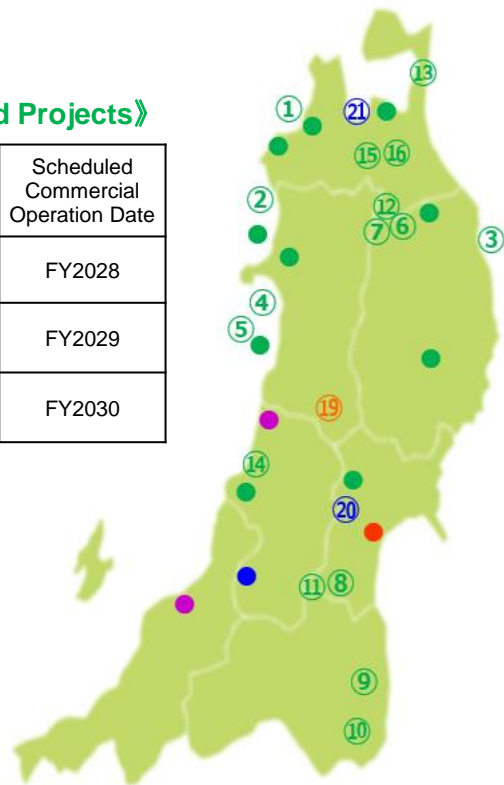 d Projects》
Scheduled
Commercial
Operation Date
FY2028
FY2029
FY2030
⑬
①
㉑
⑮
⑯
②
⑫
⑦
⑥
③
④
⑤
⑲
⑭
⑳
⑪
⑧
⑨
⑩